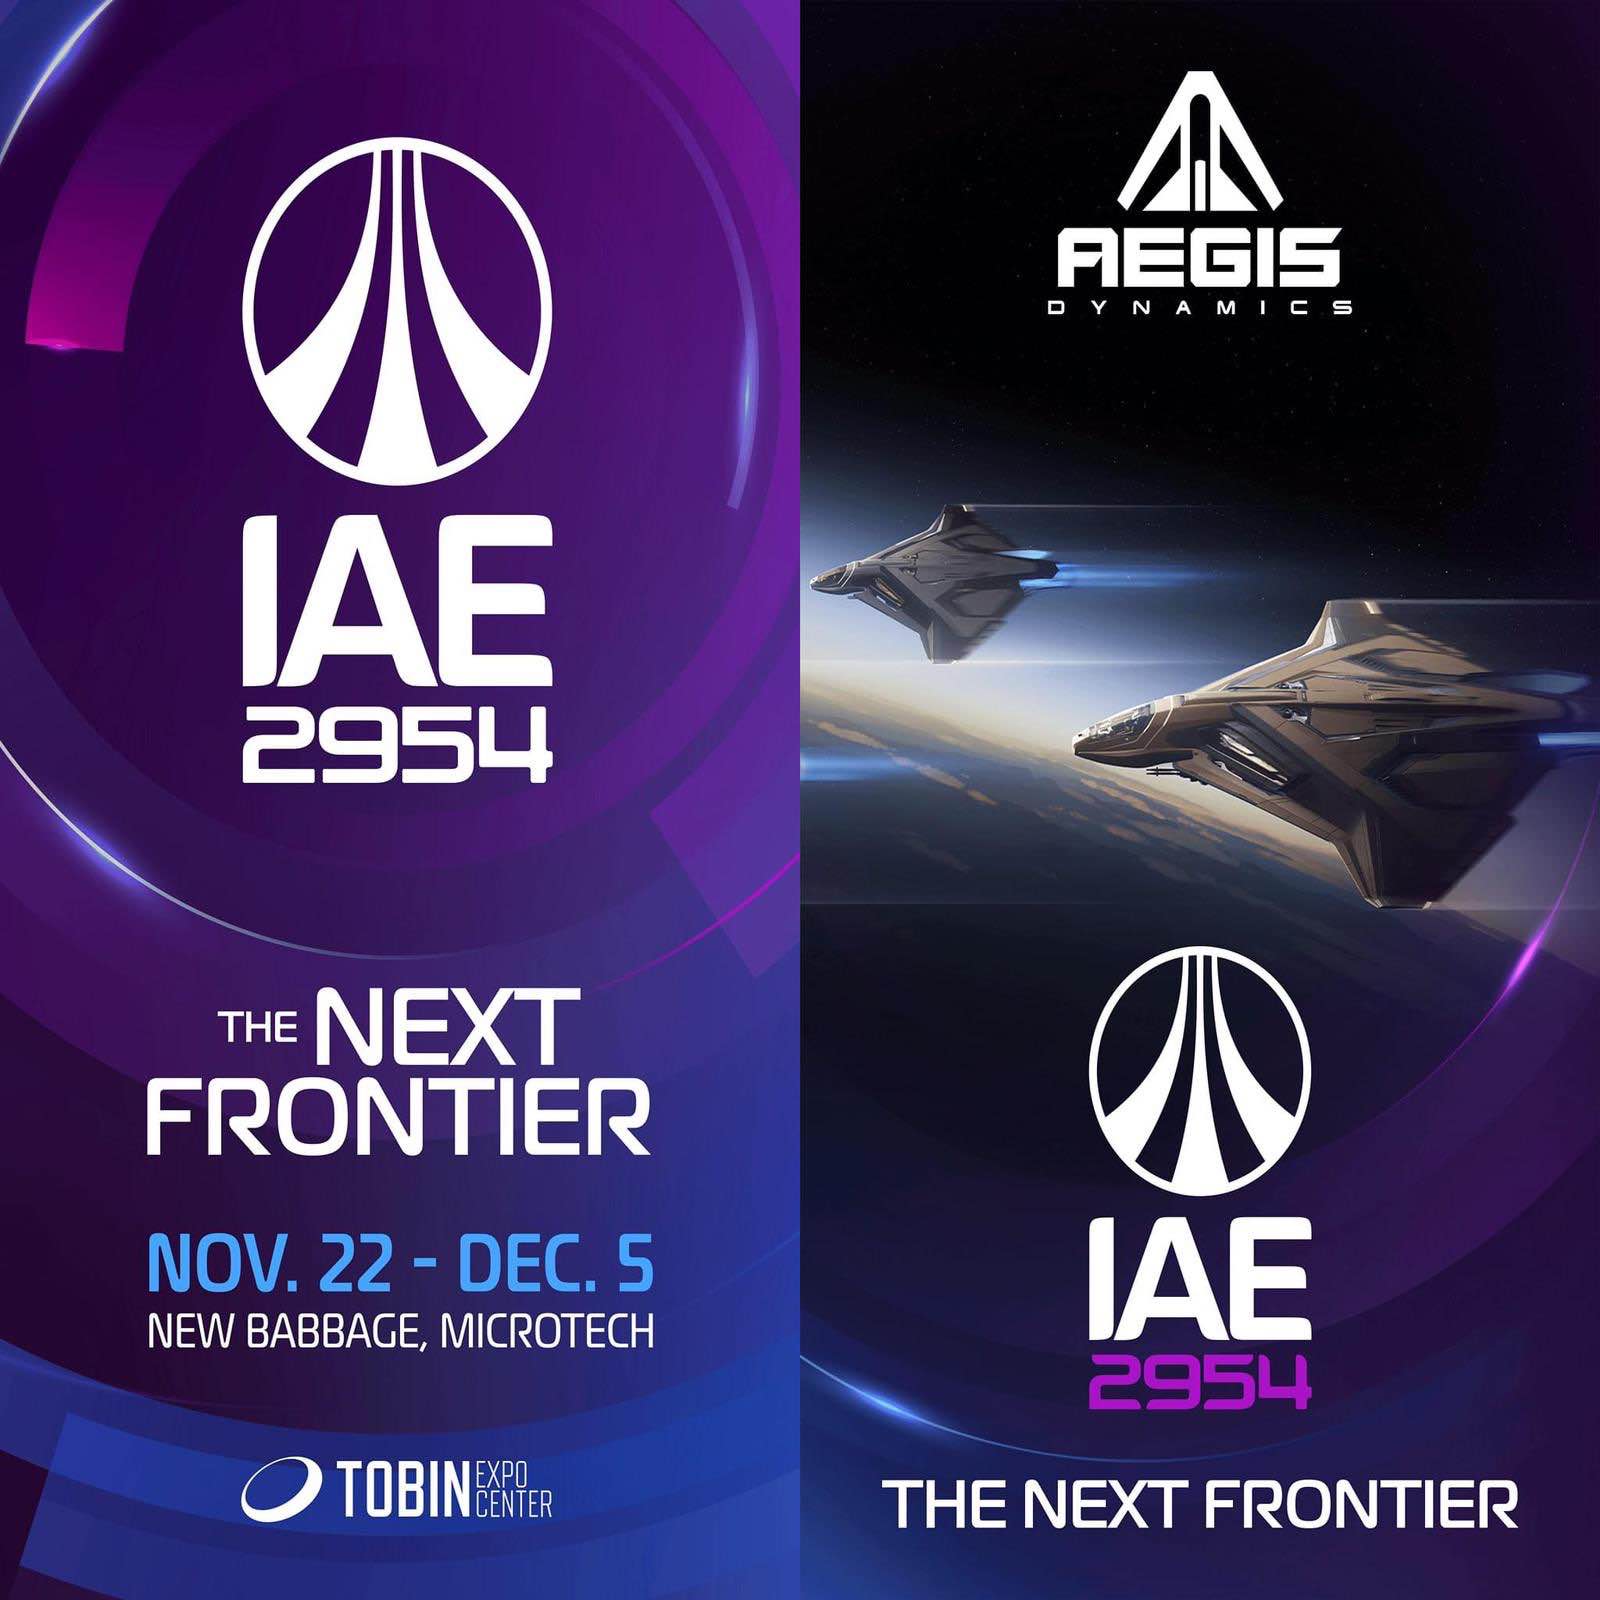 IAE
2954
THE NEXT
FRONTIER
NOV. 22 - DEC. 5
NEW BABBAGE, MICROTECH
TOBIN EXPO
CENTER
AEGIS
DYNAMICS
IAE
2954
THE NEXT FRONTIER